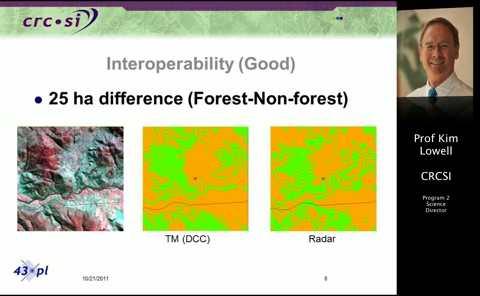 crc•si
Interoperability (Good)
• 25 ha difference (Forest-Non-forest)
TM (DCC)
Radar
43•pl
10/21/2011
8
Prof Kim
Lowell
CRCSI
Program 2
Science
Director